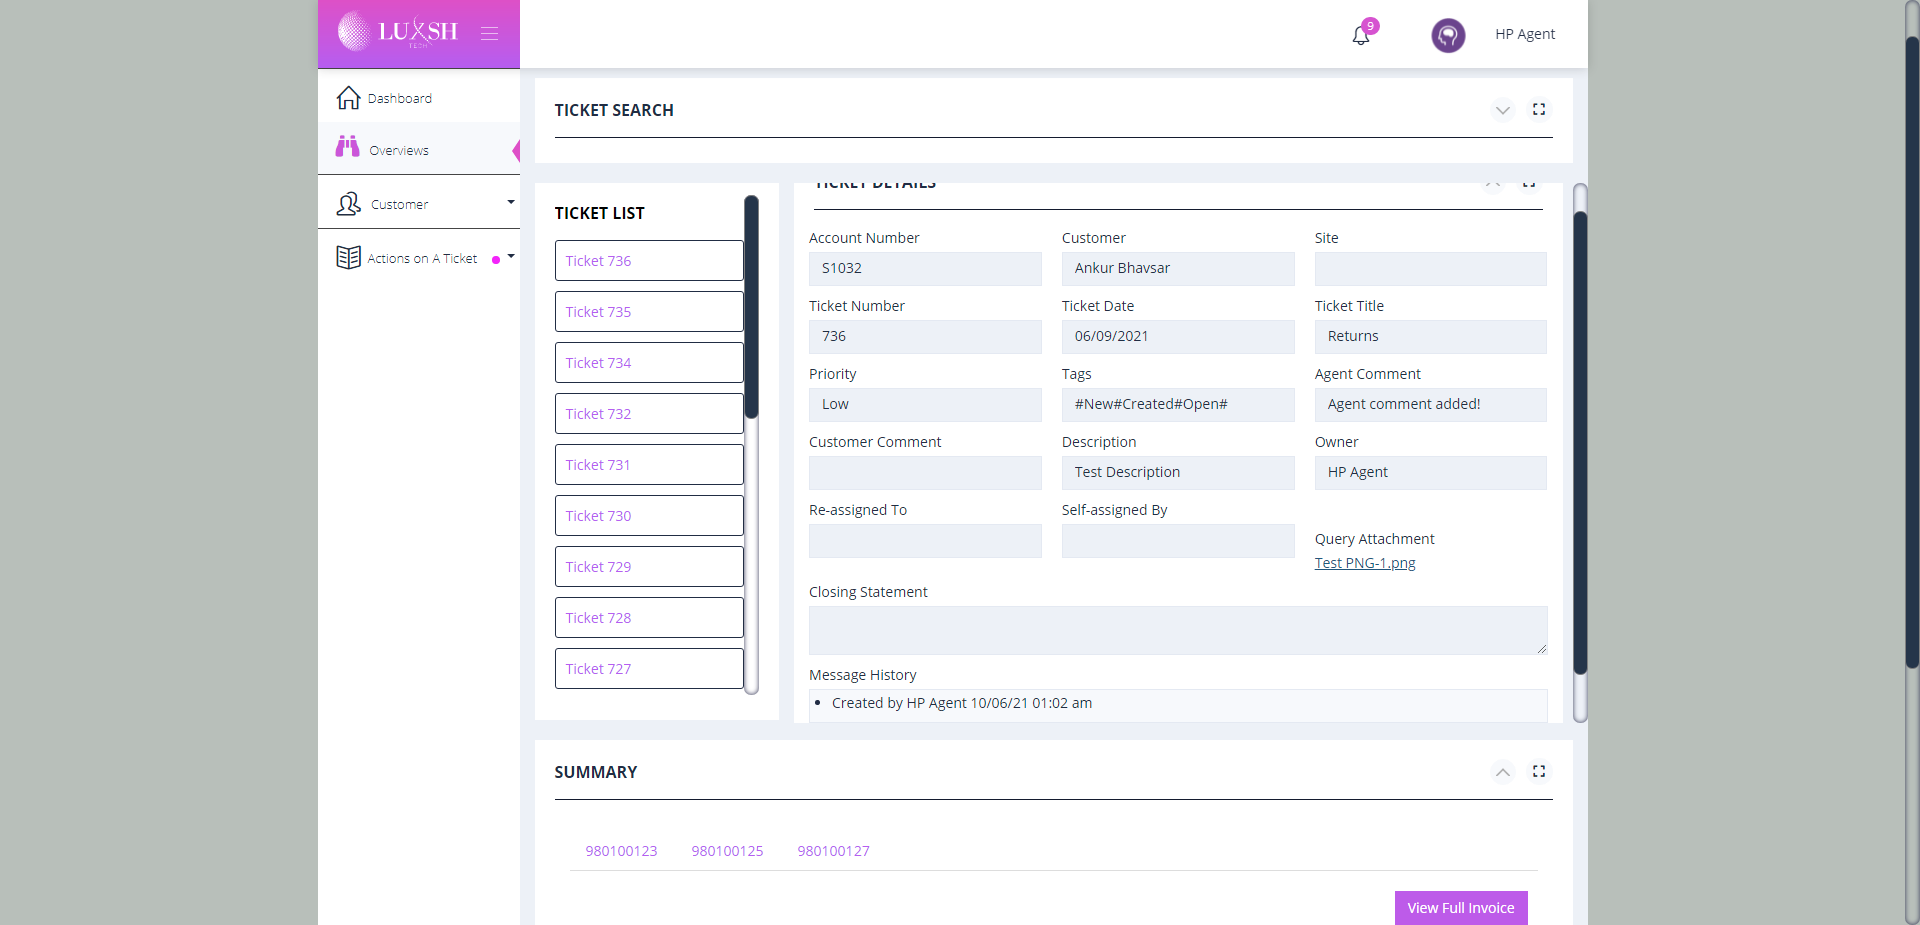 LUXSH
TECH
9
HP Agent
Dashboard
Overviews
Customer
Actions on A Ticket
TICKET SEARCH
TICKET LIST
Ticket 736
Ticket 735
Ticket 734
Ticket 732
Ticket 731
Ticket 730
Ticket 729
Ticket 728
Ticket 727
TICKET DETAILS
Account Number Customer Site
S1032 Ankur Bhavsar
Ticket Number Ticket Date Ticket Title
736 06/09/2021 Returns
Priority Tags Agent Comment
Low #New#Created#Open# Agent comment added!
Customer Comment Description Owner
Test Description HP Agent
Re-assigned To Self-assigned By
Query Attachment
Test PNG-1.png
Closing Statement
Message History
• Created by HP Agent 10/06/21 01:02 am
SUMMARY
980100123 980100125 980100127
View Full Invoice